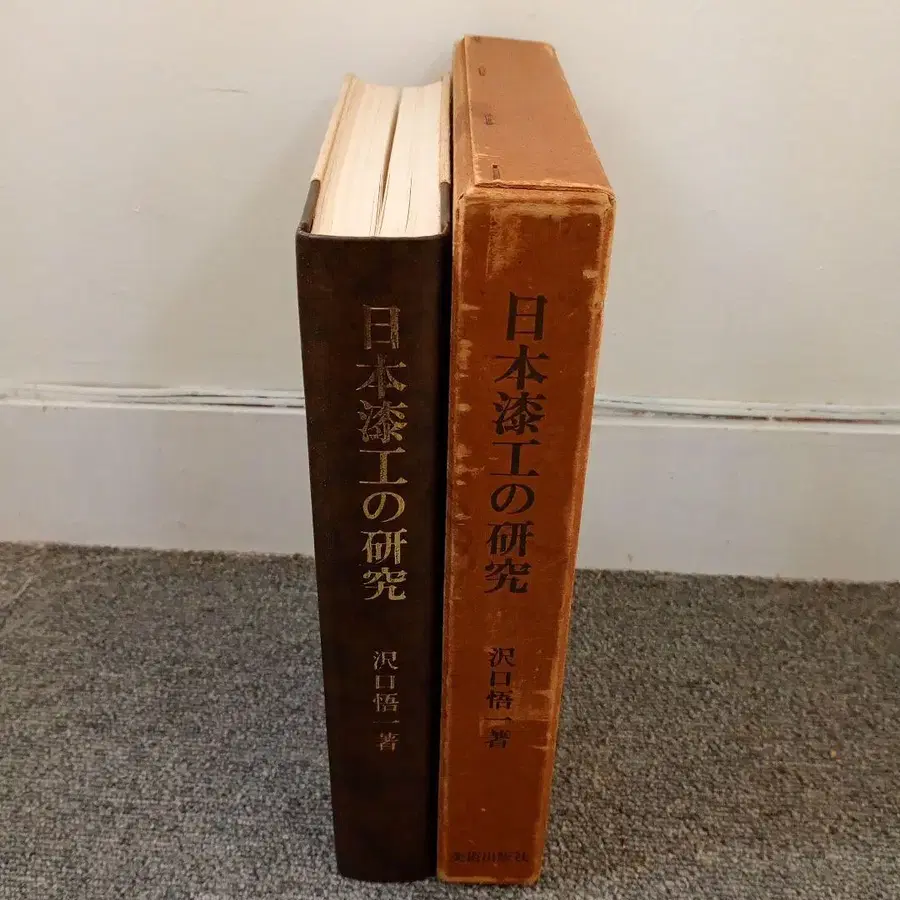 日本漆工の研究
沢口悟一著
日本漆工の研究
沢口悟一著
美術出版社